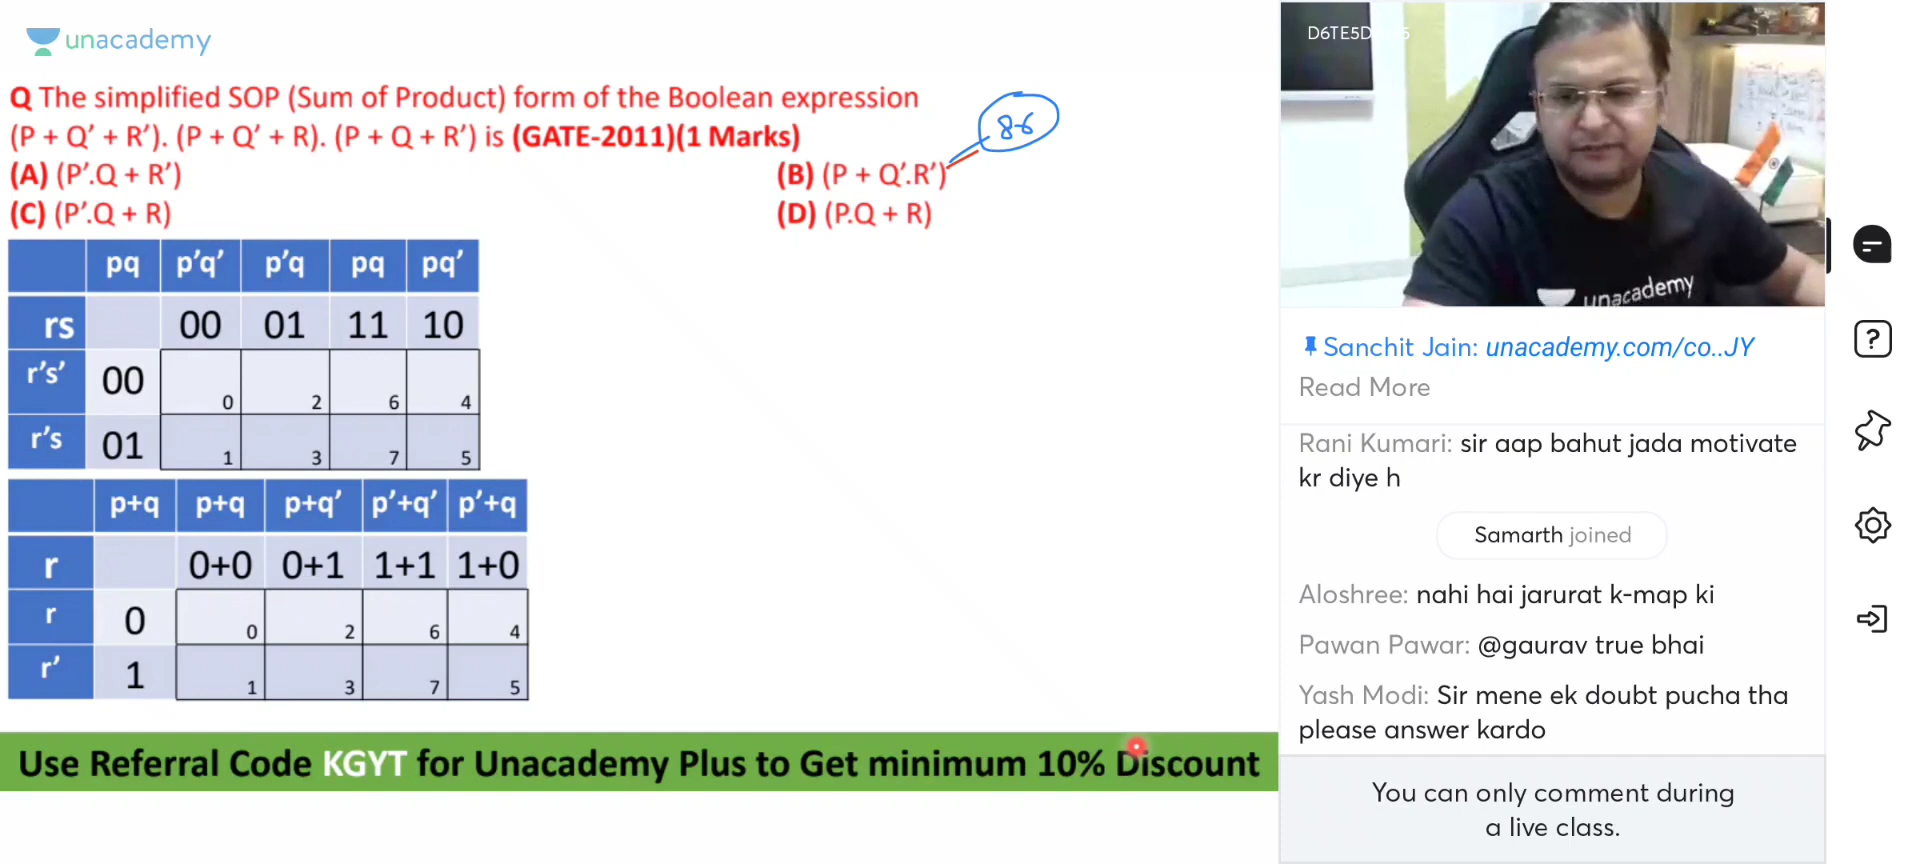 unacademy
Q The simplified SOP (Sum of Product) form of the Boolean expression
(P + Q' + R'). (P + Q' + R). (P + Q + R') is (GATE-2011)(1 Marks)
(A) (P'.Q + R')
(B) (P + Q'.R')
86
(C) (P'.Q + R)
(D) (P.Q + R)
pq p'q' p'q pq pq'
rs 00 01 11 10
r's' 00 0 2 6 4
r's 01 1 3 7 5
p+q p+q p+q' p'+q' p'+q
r 0+0 0+1 1+1 1+0
r 0 0 2 6 4
r' 1 1 3 7 5
Use Referral Code KGYT for Unacademy Plus to Get minimum 10% Discount
unacademy
Sanchit Jain: unacademy.com/co..JY
Read More
Rani Kumari: sir aap bahut jada motivate
kr diye h
Samarth joined
Aloshree: nahi hai jarurat k-map ki
Pawan Pawar: @gaurav true bhai
Yash Modi: Sir mene ek doubt pucha tha
please answer kardo
You can only comment during
a live class.